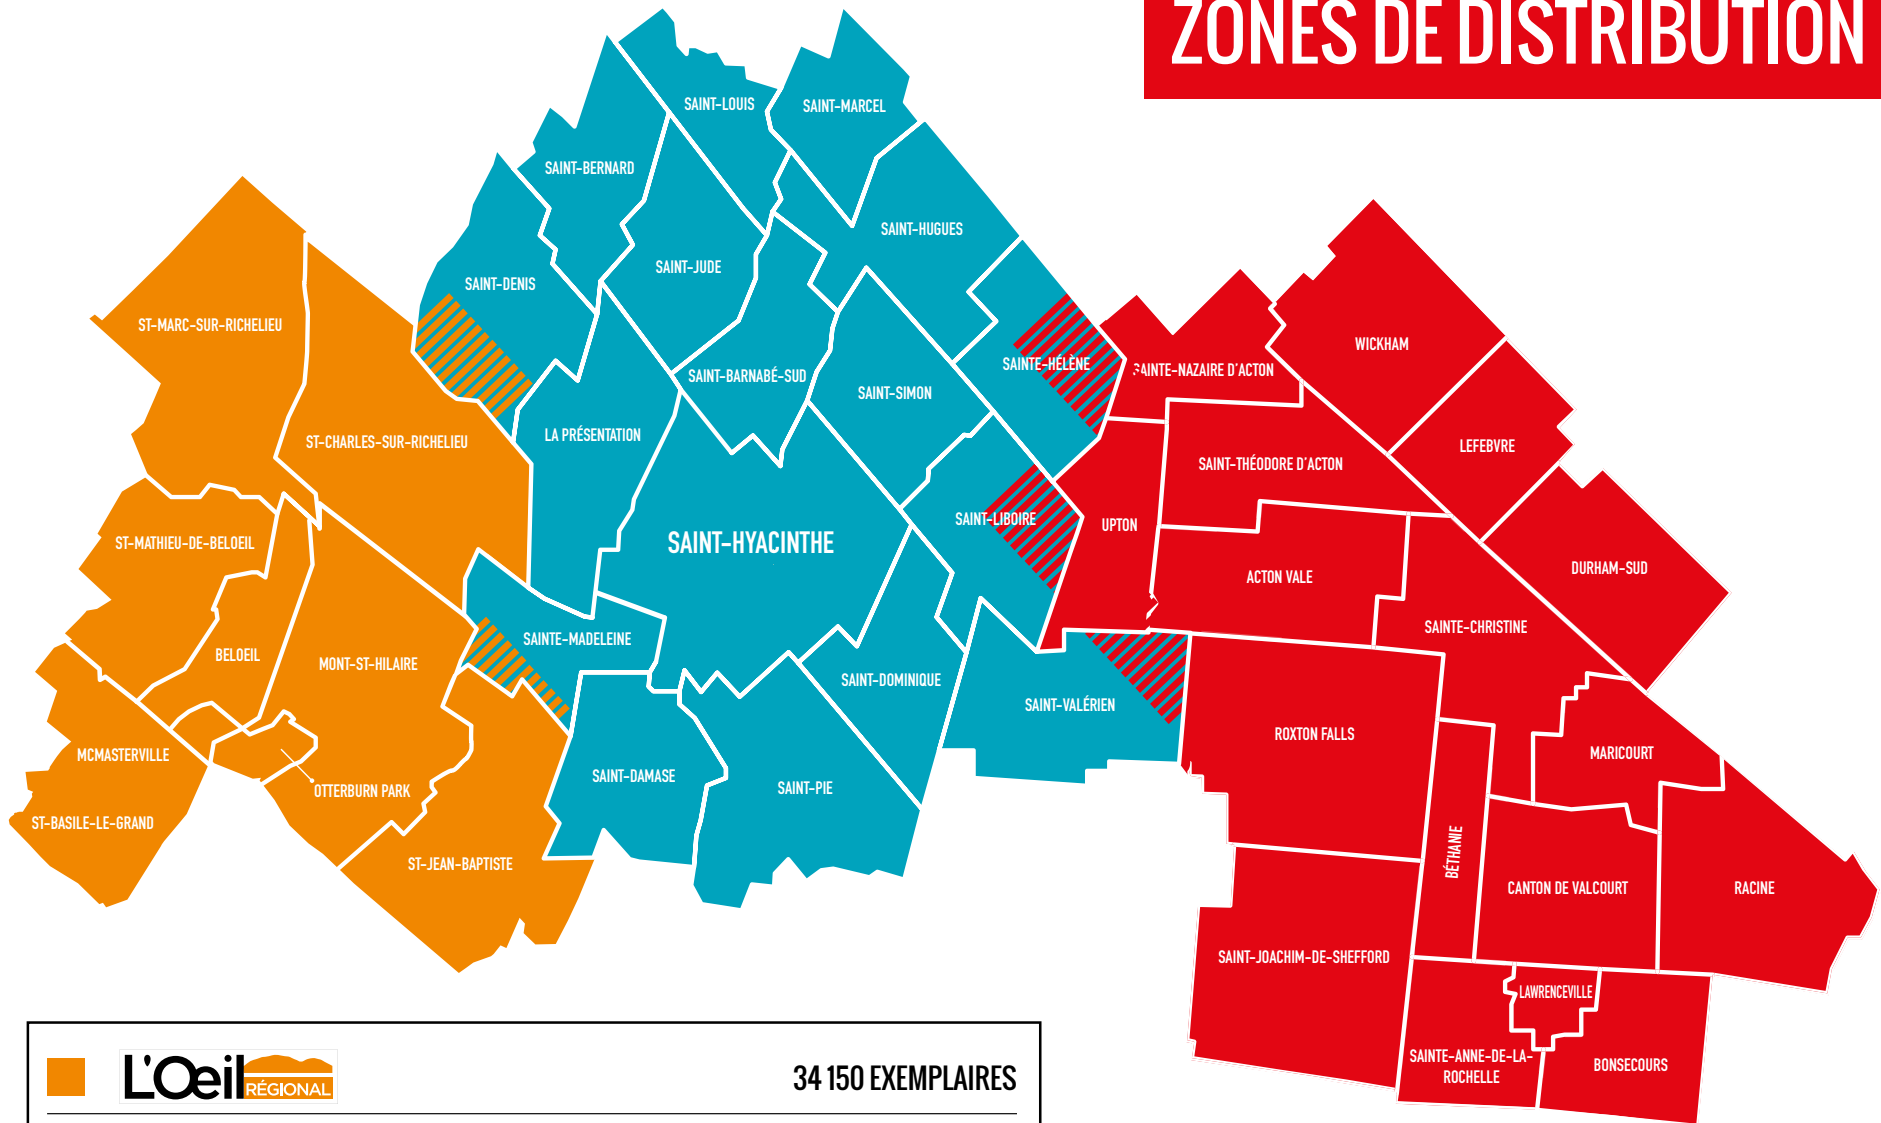 ZONES DE DISTRIBUTION
SAINT-LOUIS
SAINT-MARCEL
SAINT-BERNARD
SAINT-HUGUES
SAINT-JUDE
SAINT-DENIS
ST-MARC-SUR-RICHELIEU
WICKHAM
SAINTE-HÉLÈNE
SAINTE-NAZAIRE D'ACTON
SAINT-BARNABÉ-SUD
SAINT-SIMON
LA PRÉSENTATION
ST-CHARLES-SUR-RICHELIEU
LEFEBVRE
SAINT-THÉODORE D'ACTON
SAINT-LIBOIRE
UPTON
ST-MATHIEU-DE-BELOEIL
SAINT-HYACINTHE
DURHAM-SUD
ACTON VALE
SAINTE-CHRISTINE
SAINTE-MADELEINE
BELOEIL
MONT-ST-HILAIRE
SAINT-DOMINIQUE
SAINT-VALÉRIEN
ROXTON FALLS
MCMASTERVILLE
MARICOURT
SAINT-DAMASE
SAINT-PIE
OTTERBURN PARK
ST-BASILE-LE-GRAND
BÉTHANIE
ST-JEAN-BAPTISTE
CANTON DE VALCOURT
RACINE
SAINT-JOACHIM-DE-SHEFFORD
LAWRENCEVILLE
SAINTE-ANNE-DE-LA-
ROCHELLE
BONSECOURS
L'Œil
RÉGIONAL
34 150 EXEMPLAIRES